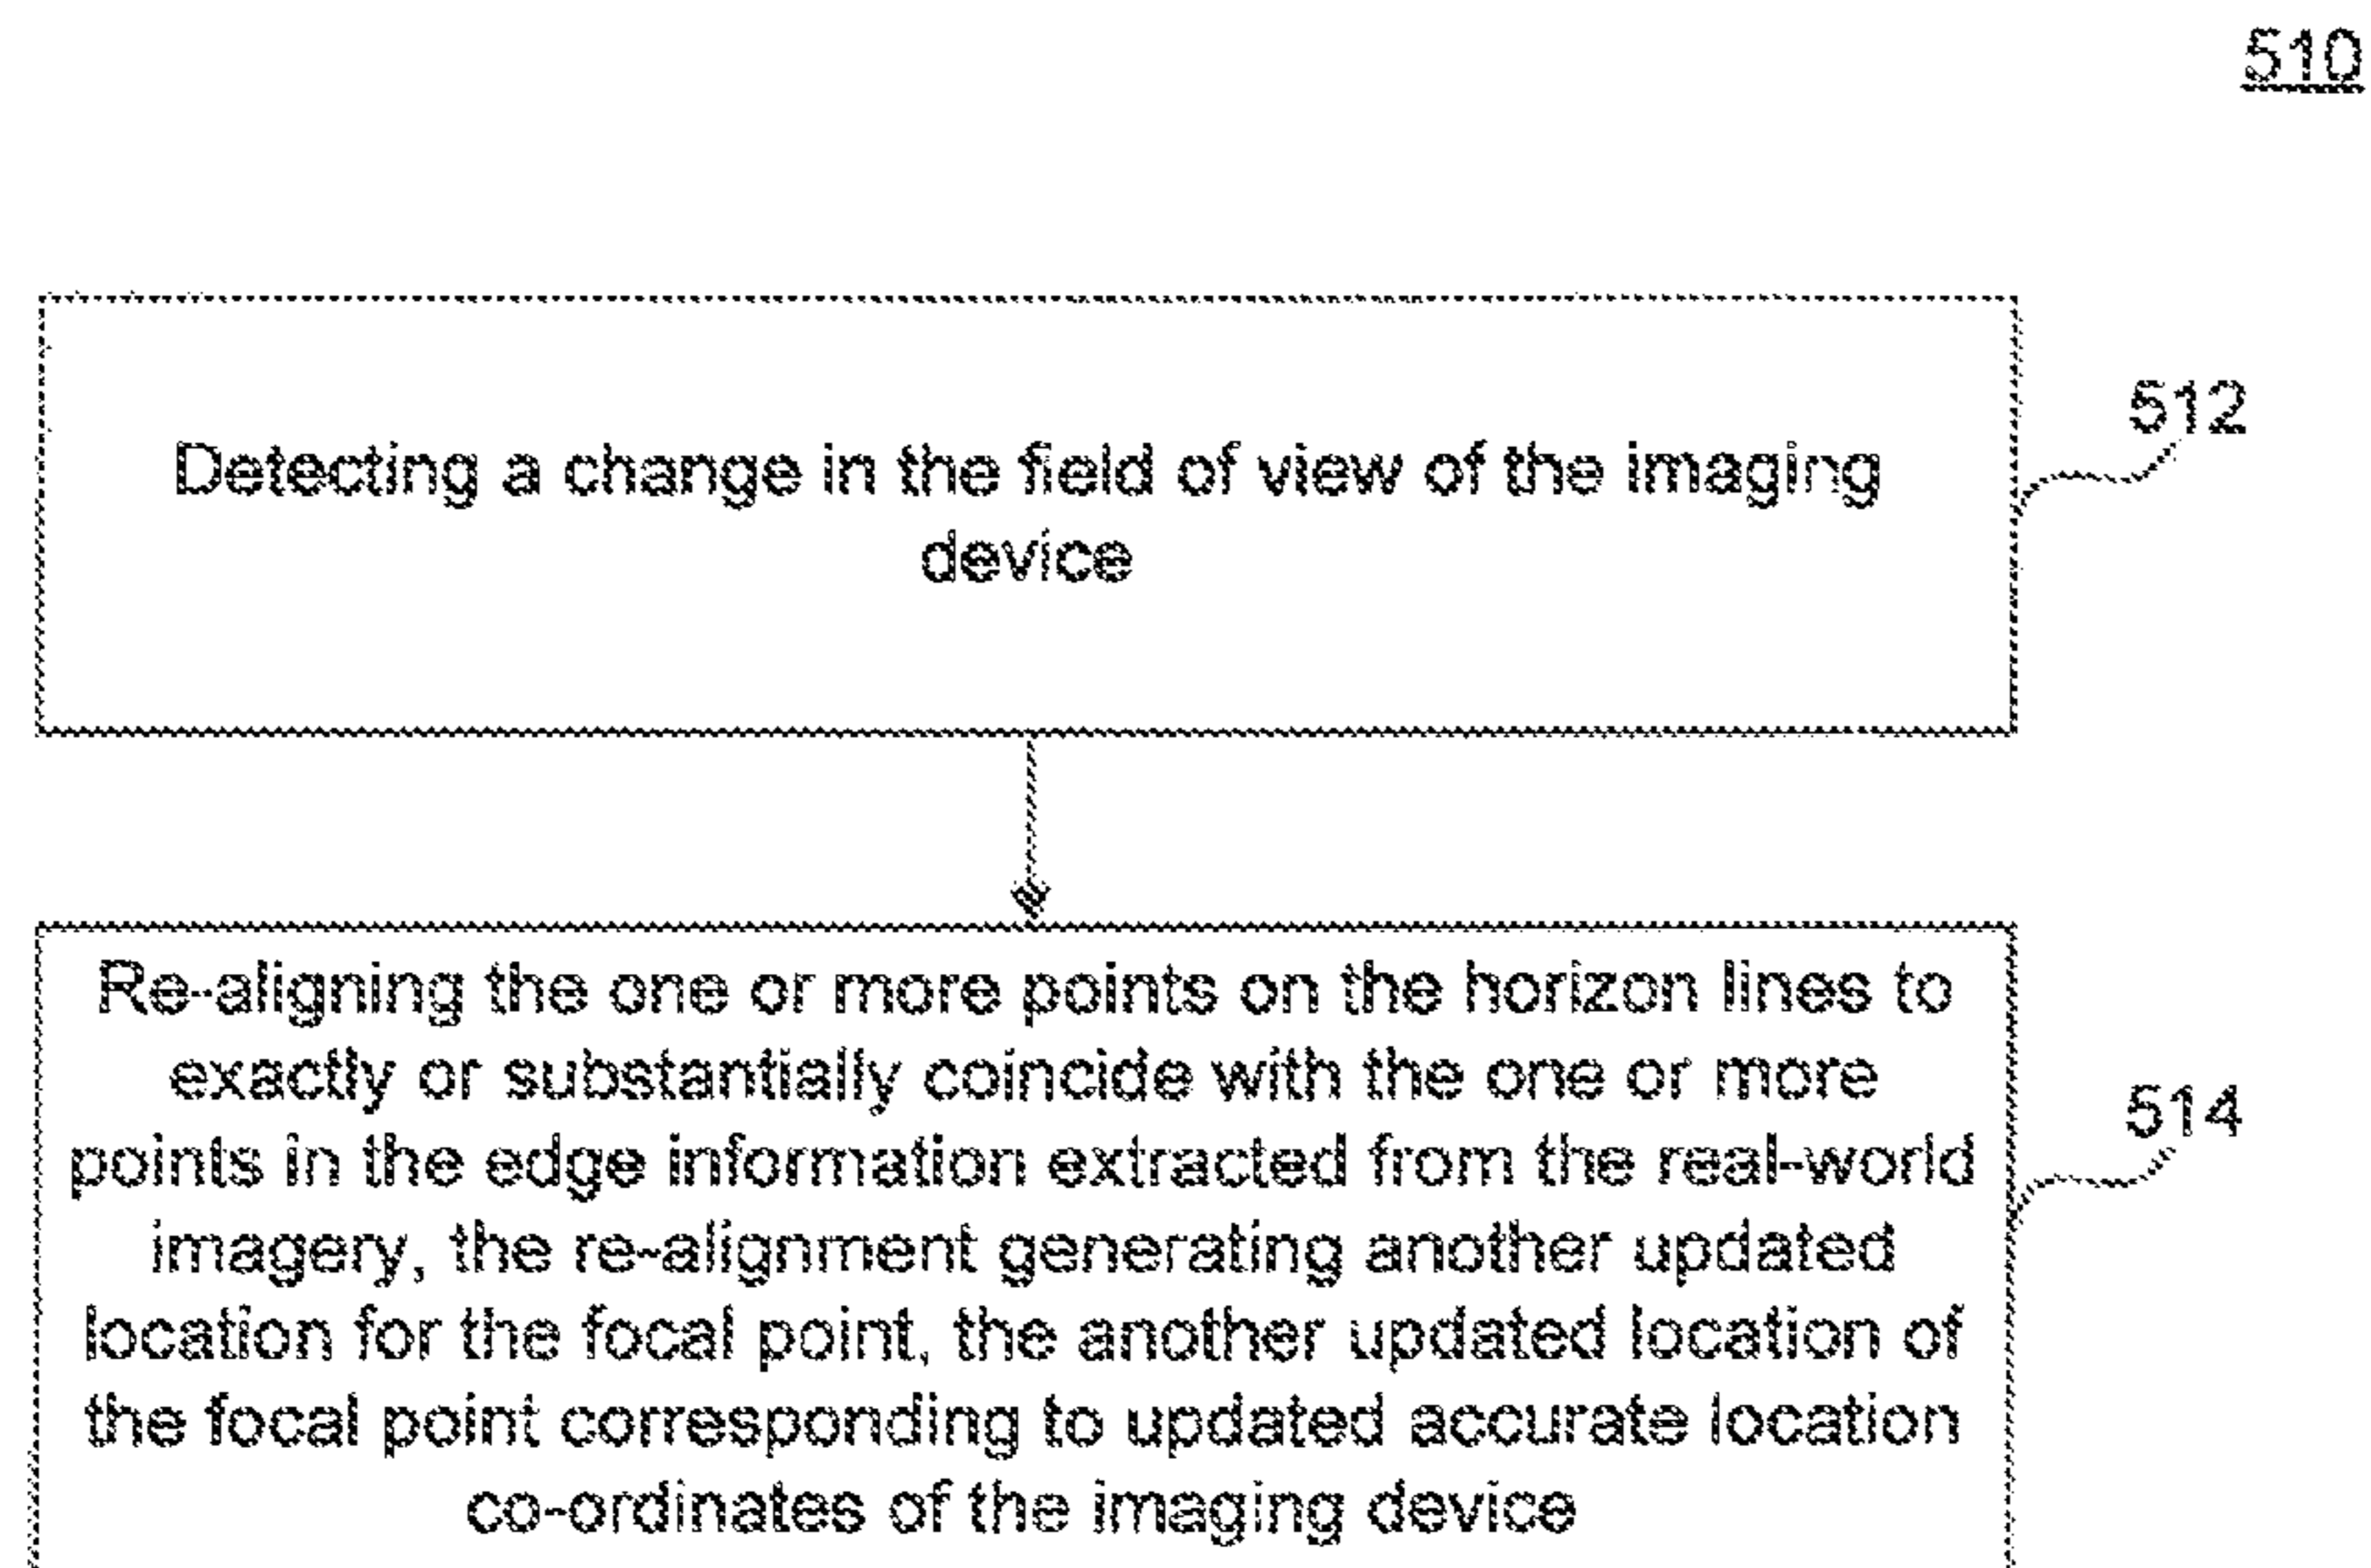 510
Detecting a change in the field of view of the imaging
device
512
Re-aligning the one or more points on the horizon lines to
exactly or substantially coincide with the one or more
points in the edge information extracted from the real-world
imagery, the re-alignment generating another updated
location for the focal point, the another updated location of
the focal point corresponding to updated accurate location
co-ordinates of the imaging device
514